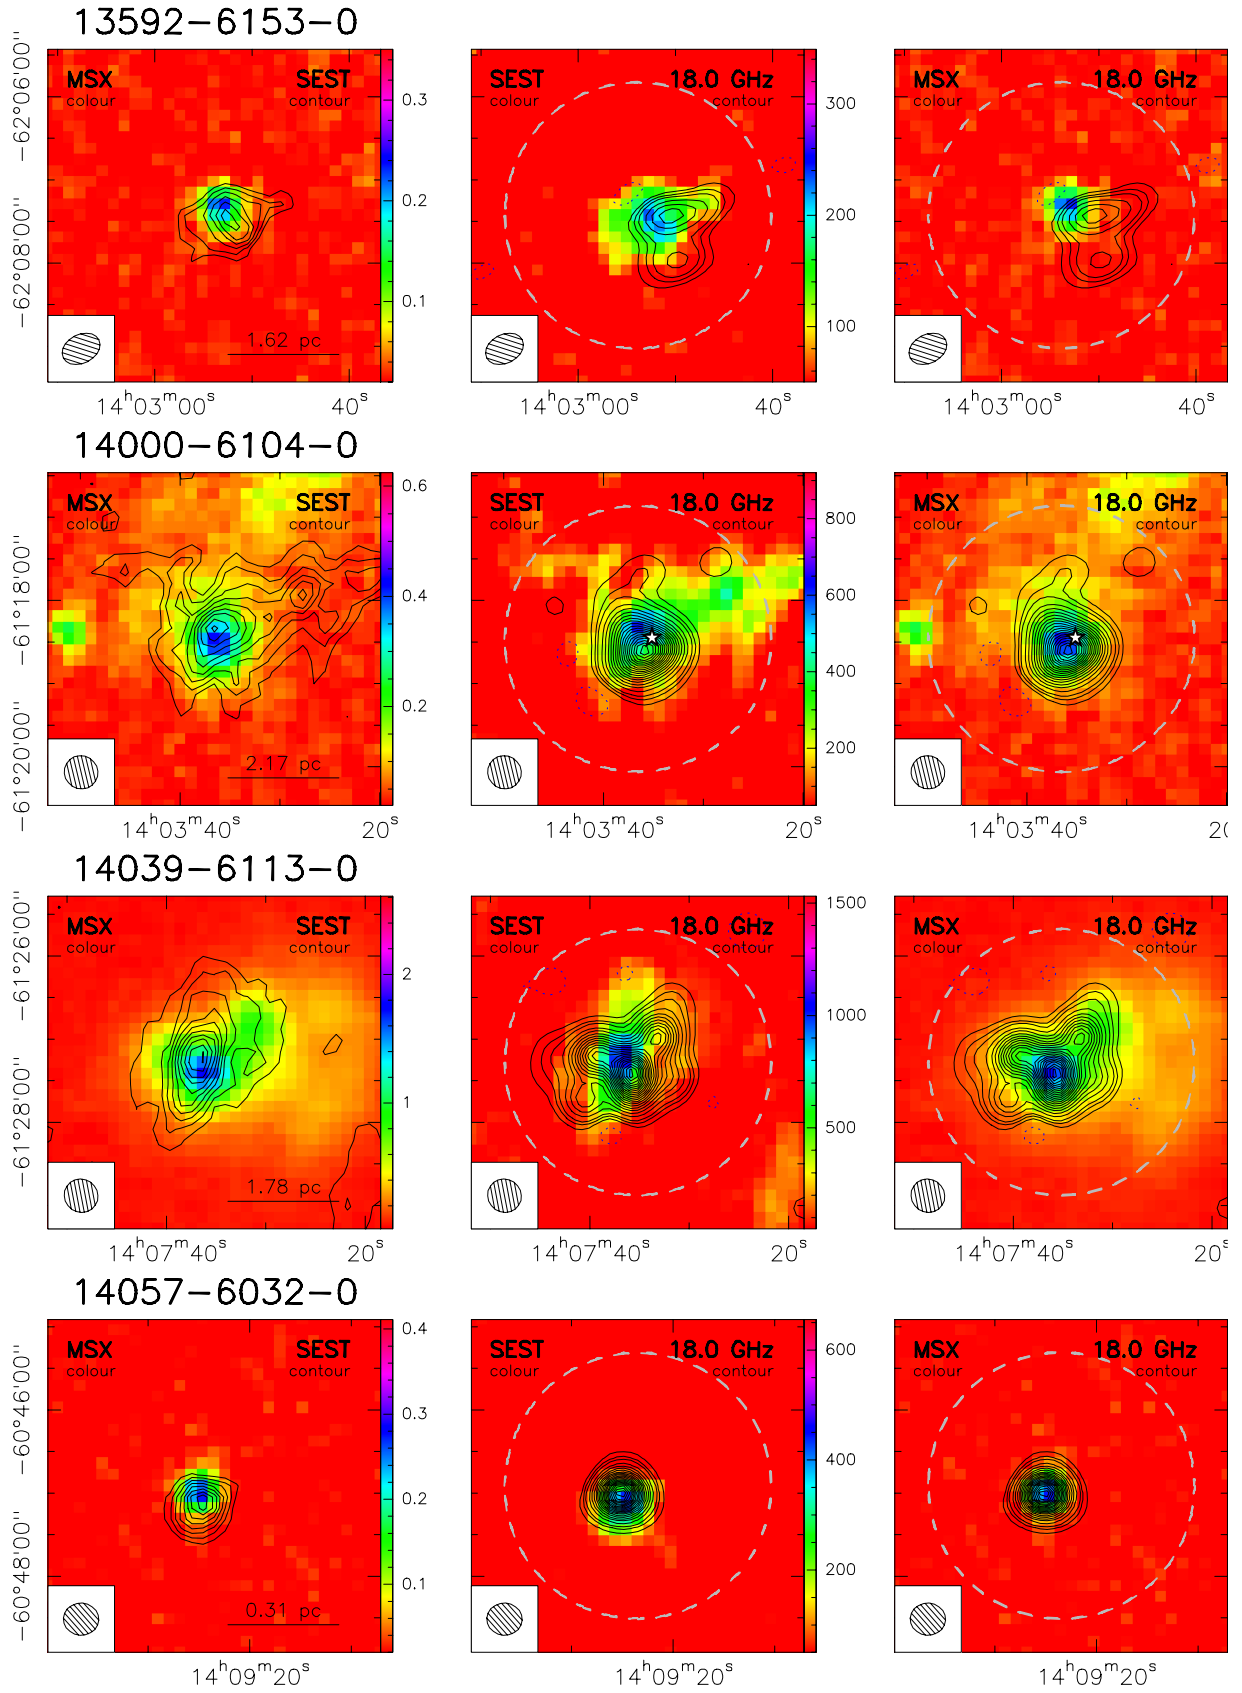 13592−6153−0
MSX SEST
colour contour
SEST 18.0 GHz
colour contour
MSX 18.0 GHz
colour contour
−62°06'00"
−62°08'00"
0.3
0.2
0.1
300
200
100
1.62 pc
14h03m00s 40s
14h03m00s 40s
14h03m00s 40s
14000−6104−0
MSX SEST
colour contour
SEST 18.0 GHz
colour contour
MSX 18.0 GHz
colour contour
−61°18'00"
−61°20'00"
0.6
0.4
0.2
800
600
400
200
2.17 pc
14h03m40s 20s
14h03m40s 20s
14h03m40s 20
14039−6113−0
MSX SEST
colour contour
SEST 18.0 GHz
colour contour
MSX 18.0 GHz
colour contour
−61°26'00"
−61°28'00"
2
1
1500
1000
500
1.78 pc
14h07m40s 20s
14h07m40s 20s
14h07m40s 20s
14057−6032−0
MSX SEST
colour contour
SEST 18.0 GHz
colour contour
MSX 18.0 GHz
colour contour
−60°46'00"
−60°48'00"
0.4
0.3
0.2
0.1
600
400
200
0.31 pc
14h09m20s
14h09m20s
14h09m20s